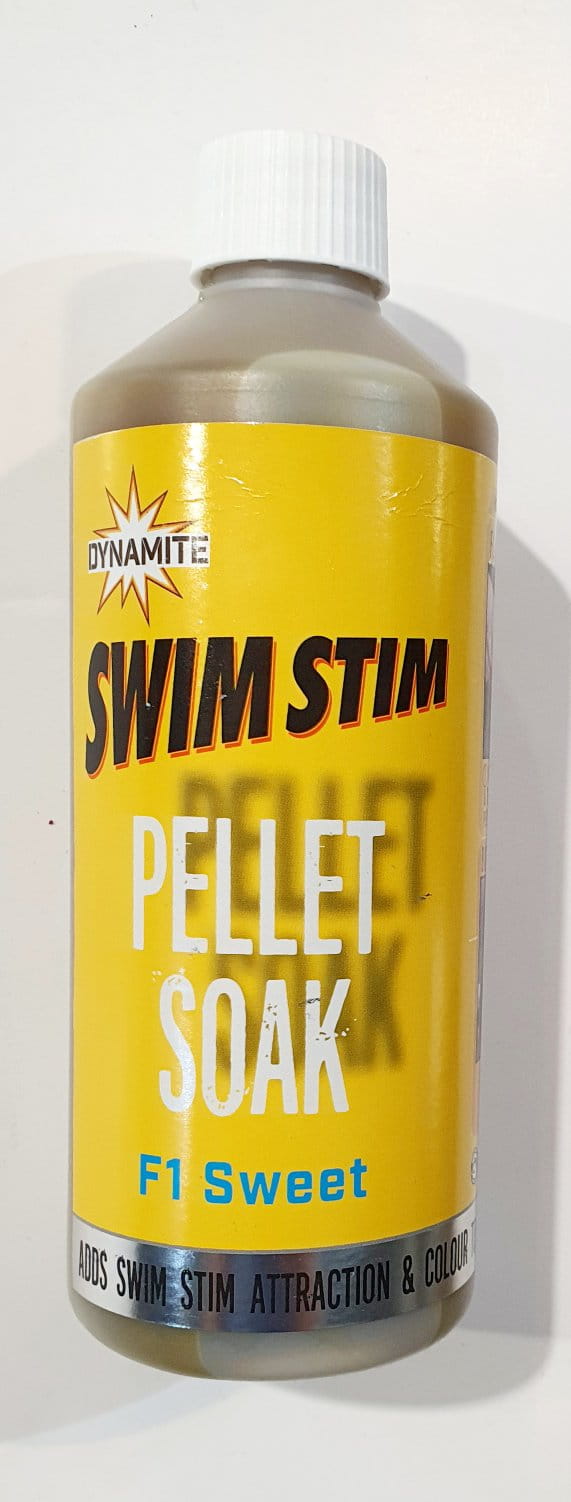 DYNAMITE
SWIM STIM
PELLET
SOAK
F1 Sweet
ADDS SWIM STIM ATTRACTION & COLOUR